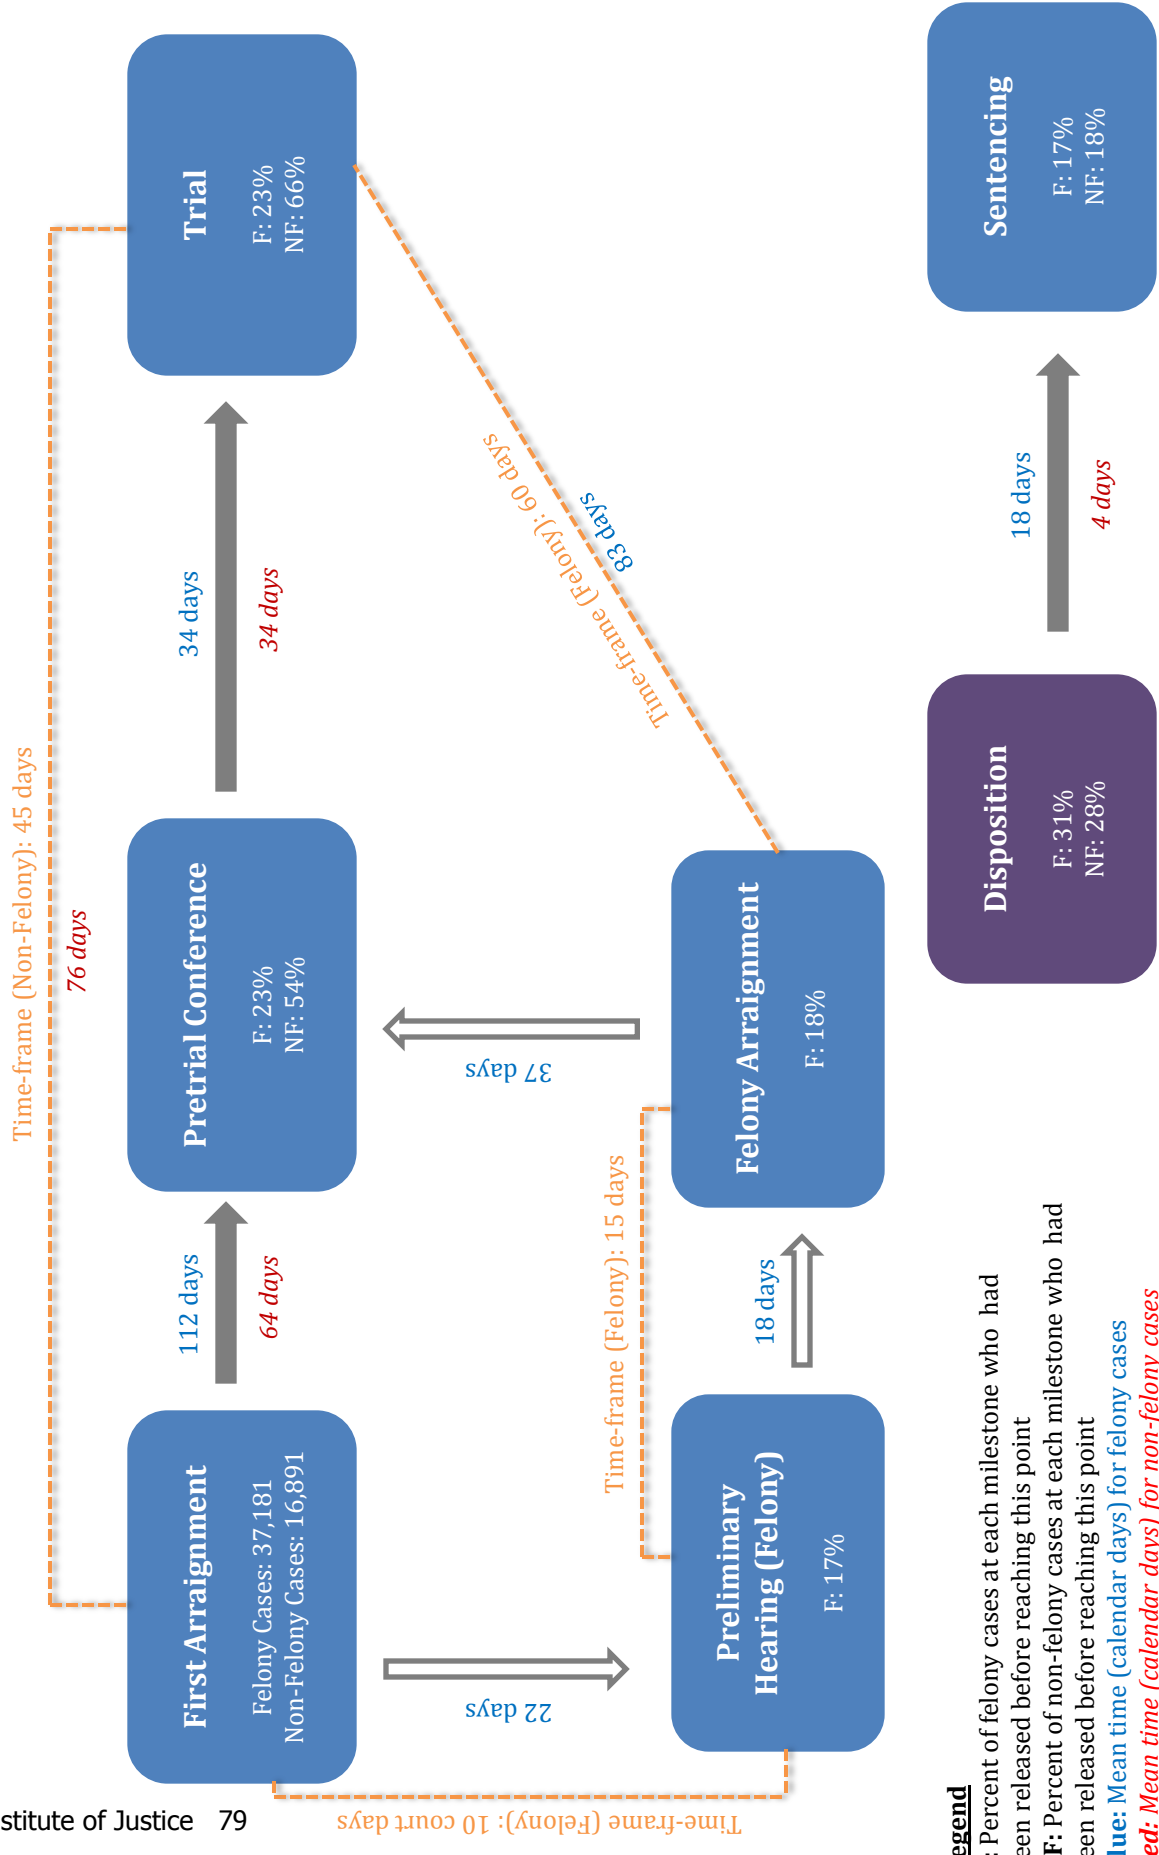 Time-frame (Non-Felony): 45 days
76 days
First Arraignment
Felony Cases: 37,181
Non-Felony Cases: 16,891
112 days
64 days
Pretrial Conference
F: 23%
NF: 54%
34 days
34 days
Trial
F: 23%
NF: 66%
Time-frame (Felony): 10 court days
22 days
37 days
Time-frame (Felony): 60 days
83 days
Time-frame (Felony): 15 days
Preliminary
Hearing (Felony)
F: 17%
18 days
Felony Arraignment
F: 18%
Disposition
F: 31%
NF: 28%
18 days
4 days
Sentencing
F: 17%
NF: 18%
egend
: Percent of felony cases at each milestone who had
een released before reaching this point
F: Percent of non-felony cases at each milestone who had
een released before reaching this point
lue: Mean time (calendar days) for felony cases
ed: Mean time (calendar days) for non-felony cases
stitute of Justice 79